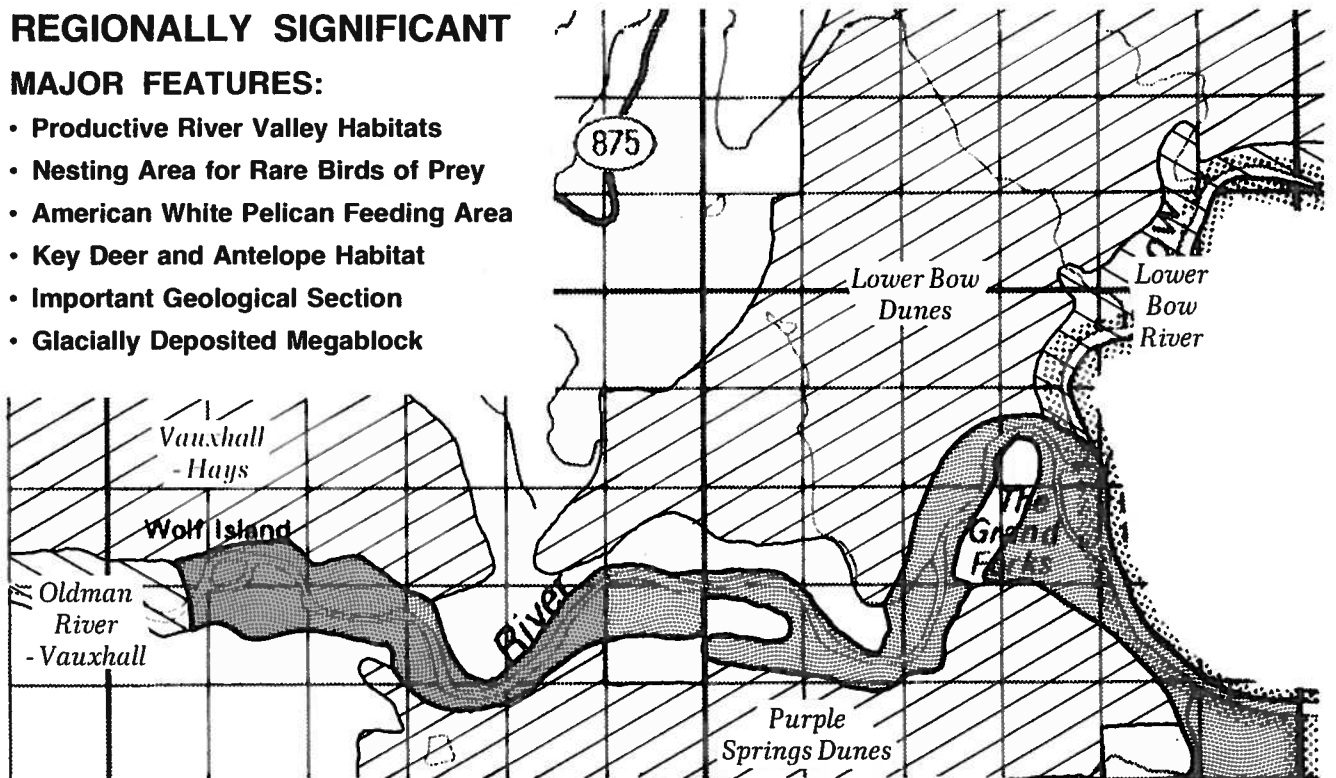 REGIONALLY SIGNIFICANT
MAJOR FEATURES:
• Productive River Valley Habitats
• Nesting Area for Rare Birds of Prey
• American White Pelican Feeding Area
• Key Deer and Antelope Habitat
• Important Geological Section
• Glacially Deposited Megablock
875
Lower Bow
Dunes
Lower
Bow
River
Vauxhall
- Hays
Wolf Island
Oldman
River
- Vauxhall
River
The
Grand
Forks
Purple
Springs Dunes